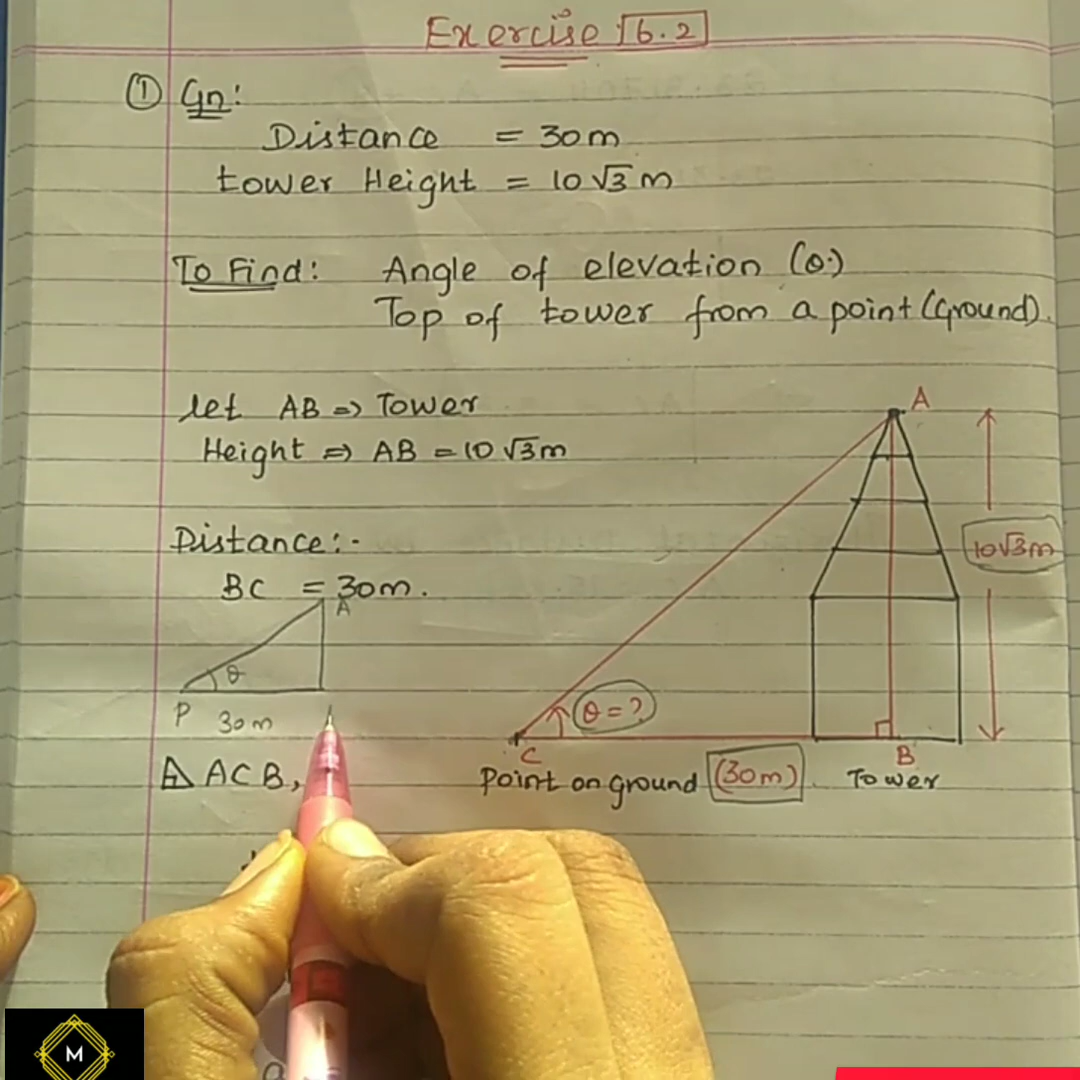 Exercise 6.2
① Gn:
Distance = 30m
tower Height = 10√3 m
To Find: Angle of elevation (θ)
Top of tower from a point (Ground).
let AB => Tower
Height => AB = 10√3m
Distance:-
BC = 30m.
A
θ
P 30m
ACB,
A
10√3m
θ = ?
C
B
Point on ground (30m)
Tower
M